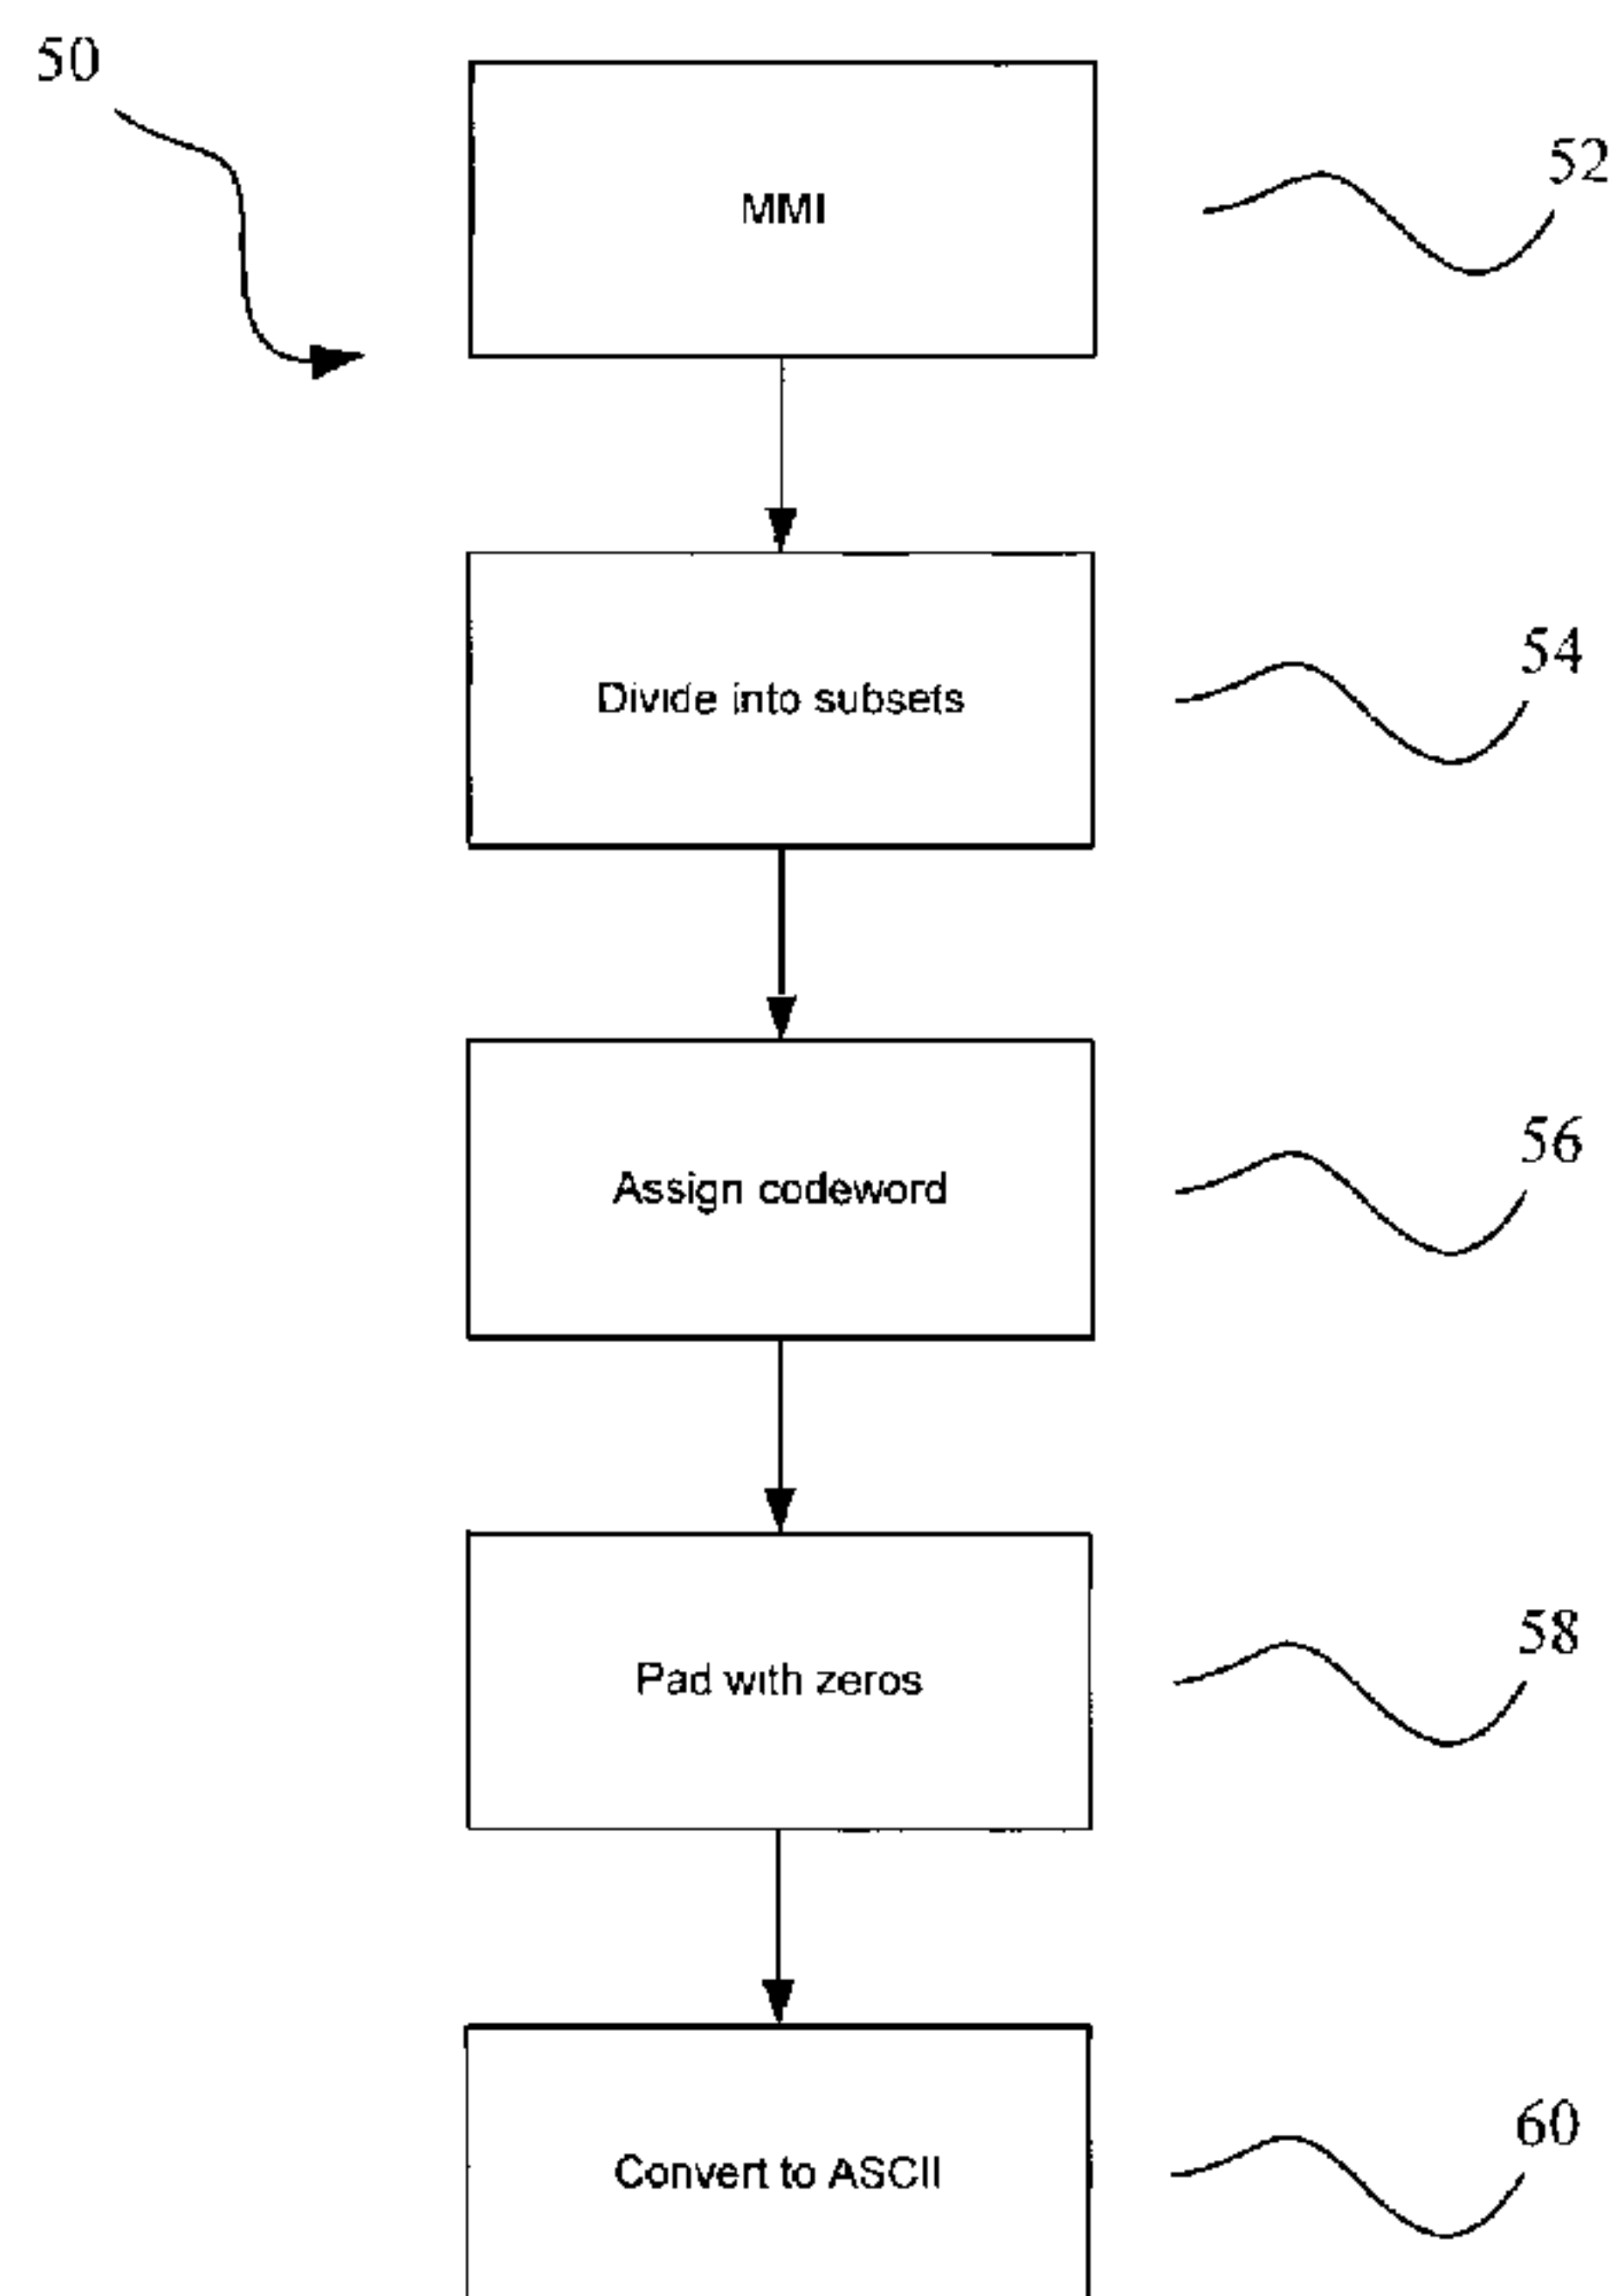 50
MMI
52
Divide into subsets
54
Assign codeword
56
Pad with zeros
58
Convert to ASCII
60